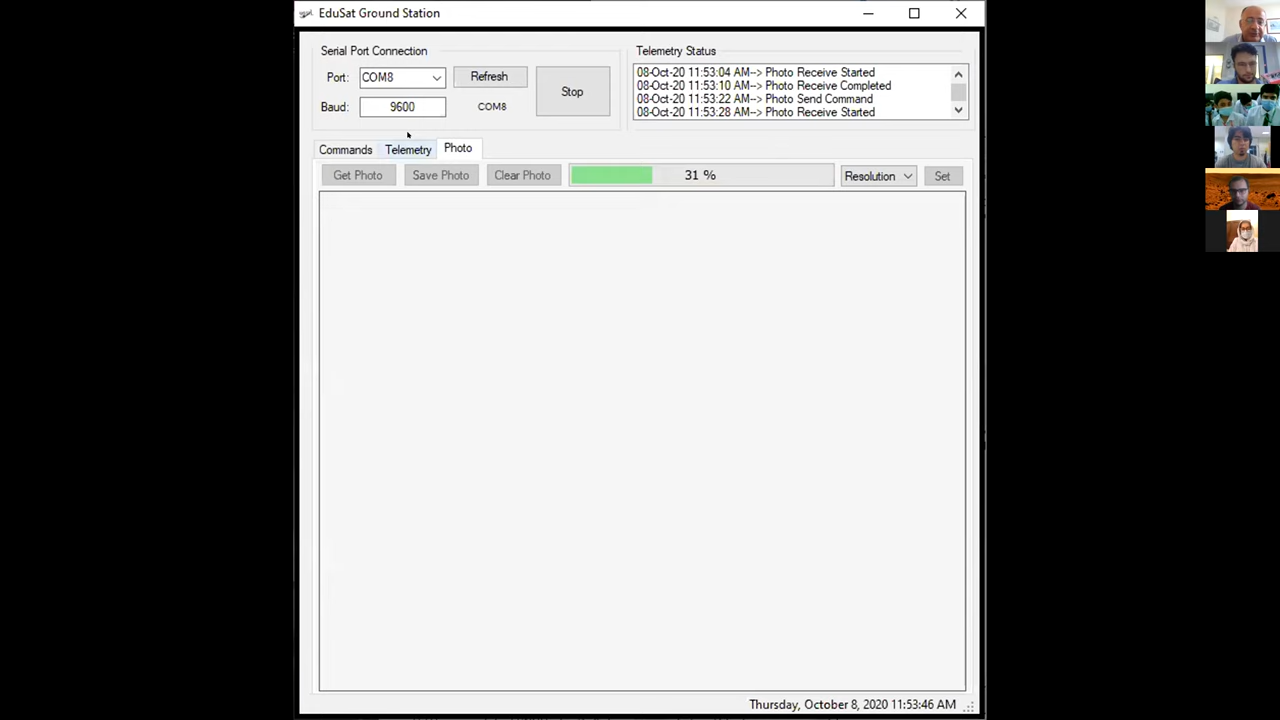 EduSat Ground Station
Serial Port Connection
Port: COM8 Refresh Stop
Baud: 9600 COM8
Telemetry Status
08-Oct-20 11:53:04 AM--> Photo Receive Started
08-Oct-20 11:53:10 AM--> Photo Receive Completed
08-Oct-20 11:53:22 AM--> Photo Send Command
08-Oct-20 11:53:28 AM--> Photo Receive Started
Commands Telemetry Photo
Get Photo Save Photo Clear Photo 31 % Resolution Set
Thursday, October 8, 2020 11:53:46 AM